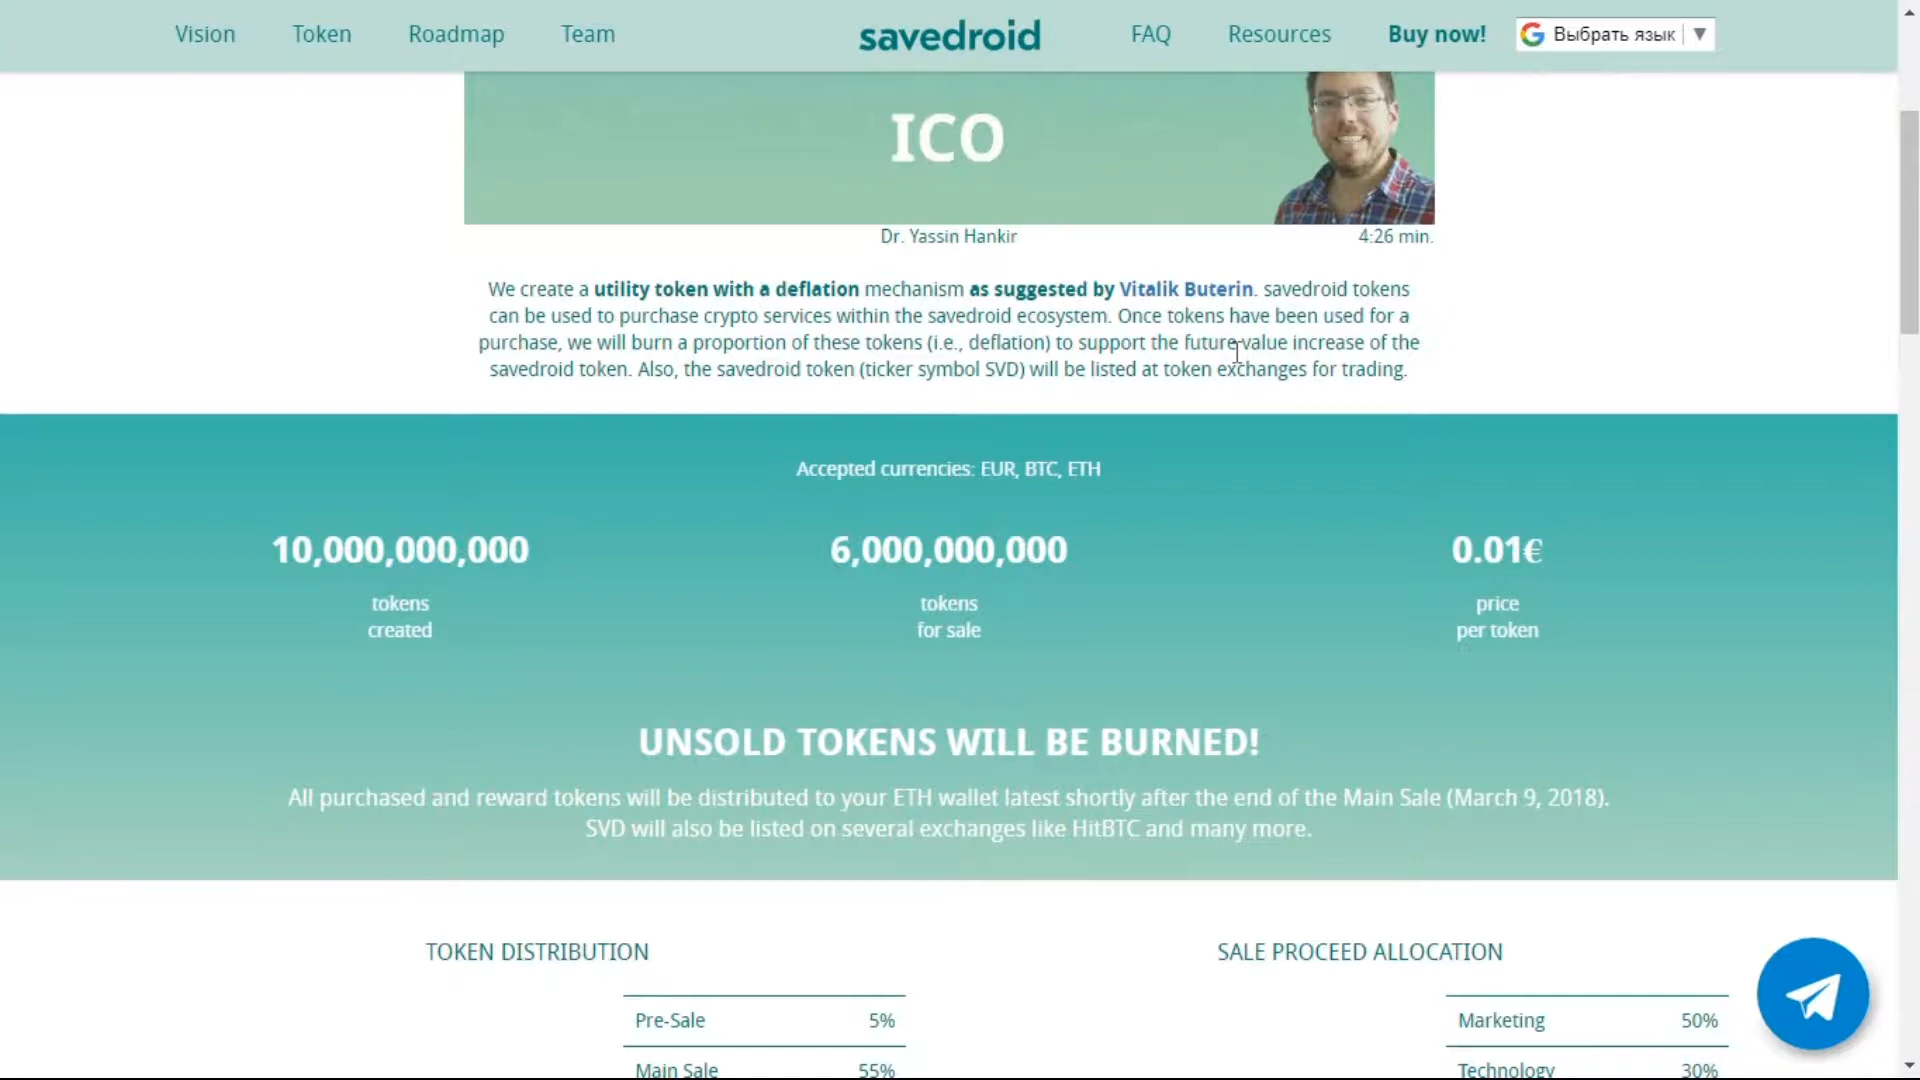 Vision Token Roadmap Team savedroid FAQ Resources Buy now! Выбрать язык ▼
ICO
Dr. Yassin Hankir 4:26 min.
We create a utility token with a deflation mechanism as suggested by Vitalik Buterin. savedroid tokens
can be used to purchase crypto services within the savedroid ecosystem. Once tokens have been used for a
purchase, we will burn a proportion of these tokens (i.e., deflation) to support the future value increase of the
savedroid token. Also, the savedroid token (ticker symbol SVD) will be listed at token exchanges for trading.
Accepted currencies: EUR, BTC, ETH
10,000,000,000 6,000,000,000 0.01€
tokens tokens price
created for sale per token
UNSOLD TOKENS WILL BE BURNED!
All purchased and reward tokens will be distributed to your ETH wallet latest shortly after the end of the Main Sale (March 9, 2018).
SVD will also be listed on several exchanges like HitBTC and many more.
TOKEN DISTRIBUTION SALE PROCEED ALLOCATION
Pre-Sale 5% Marketing 50%
Main Sale 55% Technology 30%